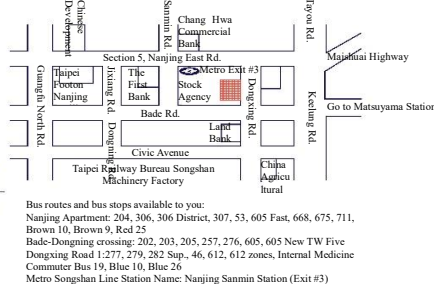 Chinese
Development
Sanmin Rd.
Chang Hwa
Commercial
Bank
Tayou Rd.
Section 5, Nanjing East Rd.
Maishuai Highway
Guangfu North Rd.
Taipei
Footon
Nanjing
Jixiang Rd.
The
First
Bank
Metro Exit #3
Stock
Agency
Dongxing Rd.
Keelung Rd.
Go to Matsuyama Station
Bade Rd.
Dongning Rd.
Land
Bank
Civic Avenue
Taipei Railway Bureau Songshan
Machinery Factory
China
Agricu
ltural
Bus routes and bus stops available to you:
Nanjing Apartment: 204, 306, 306 District, 307, 53, 605 Fast, 668, 675, 711,
Brown 10, Brown 9, Red 25
Bade-Dongning crossing: 202, 203, 205, 257, 276, 605, 605 New TW Five
Dongxing Road 1:277, 279, 282 Sup., 46, 612, 612 zones, Internal Medicine
Commuter Bus 19, Blue 10, Blue 26
Metro Songshan Line Station Name: Nanjing Sanmin Station (Exit #3)